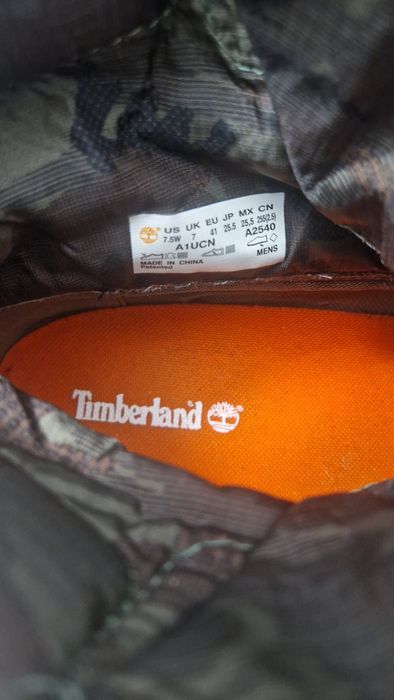 US UK EU JP MX CN
7.5W 7 41 25.5 25,5 255(2.5)
A1UCN A2540
MADE IN CHINA MENS
Patented
Timberland